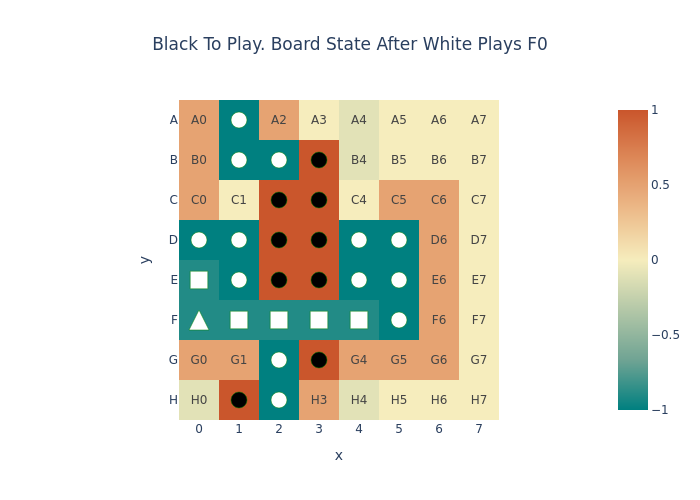 Black To Play. Board State After White Plays F0
A A0 A2 A3 A4 A5 A6 A7
B B0 B4 B5 B6 B7
C C0 C1 C4 C5 C6 C7
D D6 D7
E E6 E7
F F6 F7
G G0 G1 G4 G5 G6 G7
H H0 H3 H4 H5 H6 H7
0 1 2 3 4 5 6 7
x
y
1
0.5
0
−0.5
−1